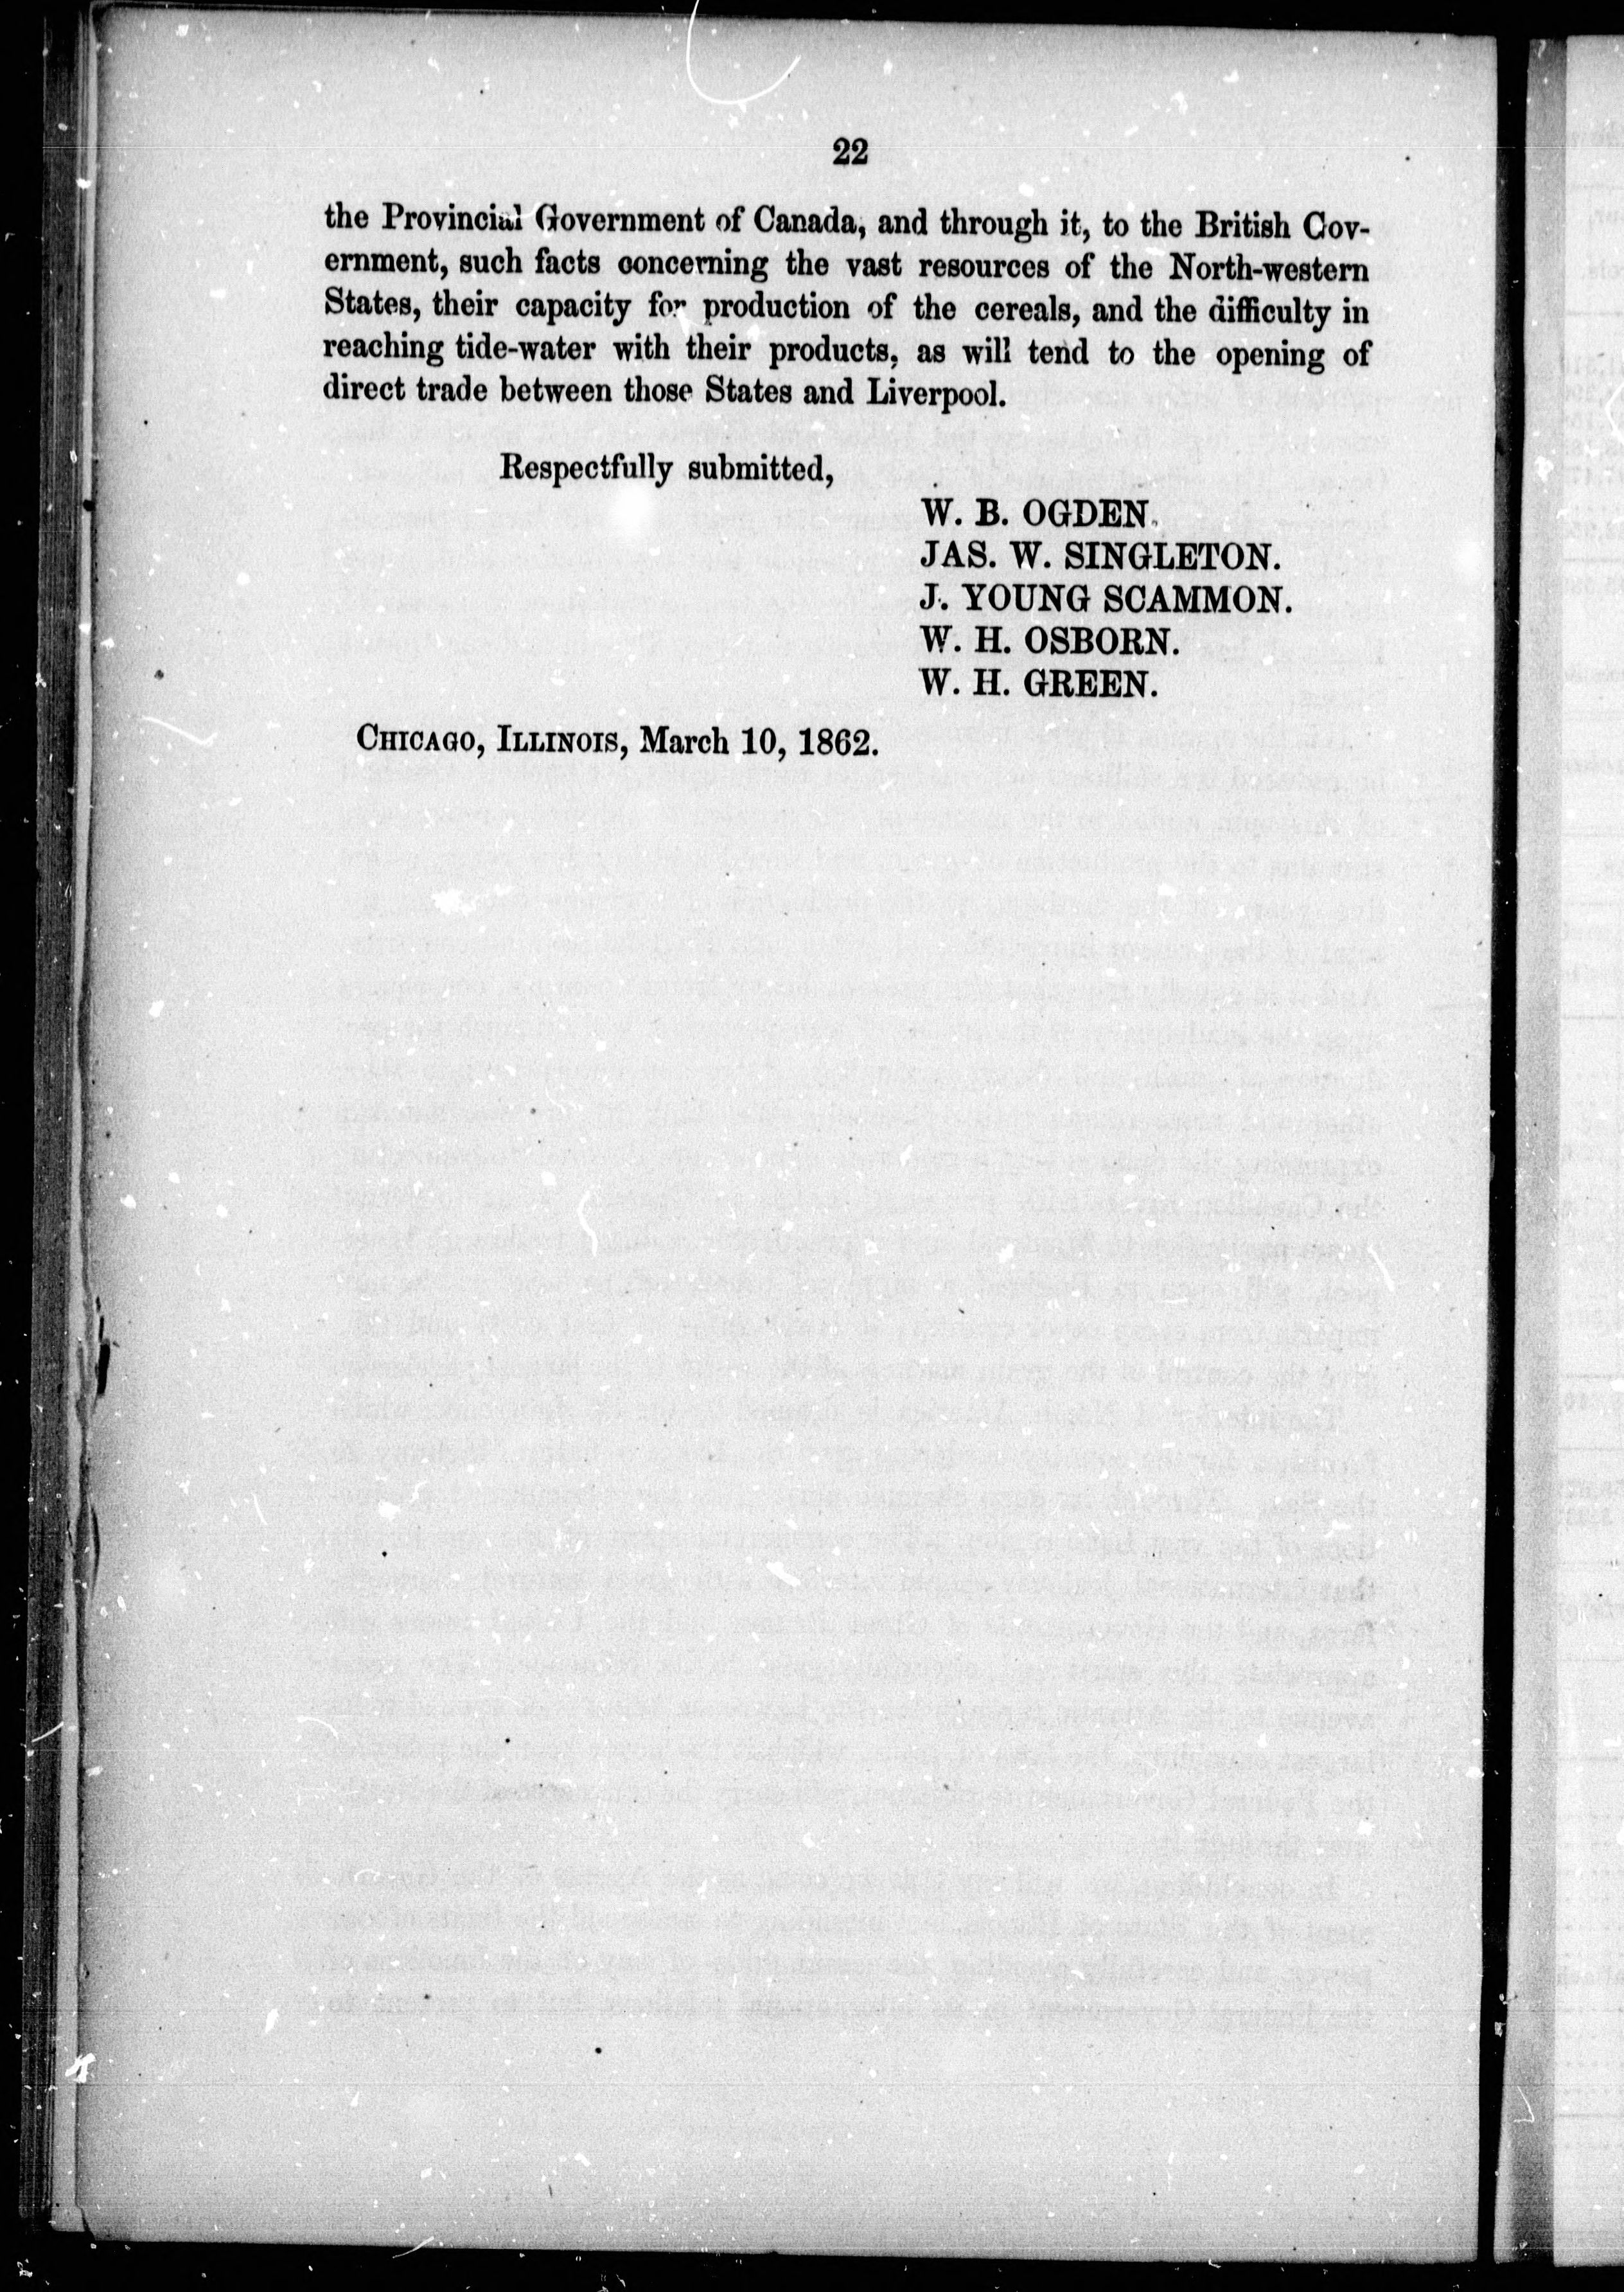 22
the Provincial Government of Canada, and through it, to the British Gov-
ernment, such facts concerning the vast resources of the North-western
States, their capacity for production of the cereals, and the difficulty in
reaching tide-water with their products, as will tend to the opening of
direct trade between those States and Liverpool.
Respectfully submitted,
W. B. OGDEN.
JAS. W. SINGLETON.
J. YOUNG SCAMMON.
W. H. OSBORN.
W. H. GREEN.
CHICAGO, ILLINOIS, March 10, 1862.